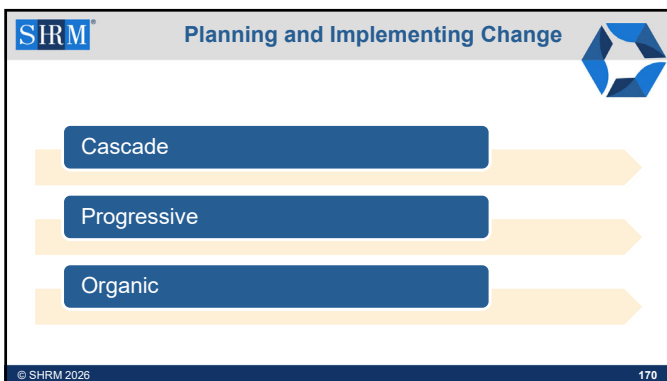 SHRM®
Planning and Implementing Change
Cascade
Progressive
Organic
© SHRM 2026
170